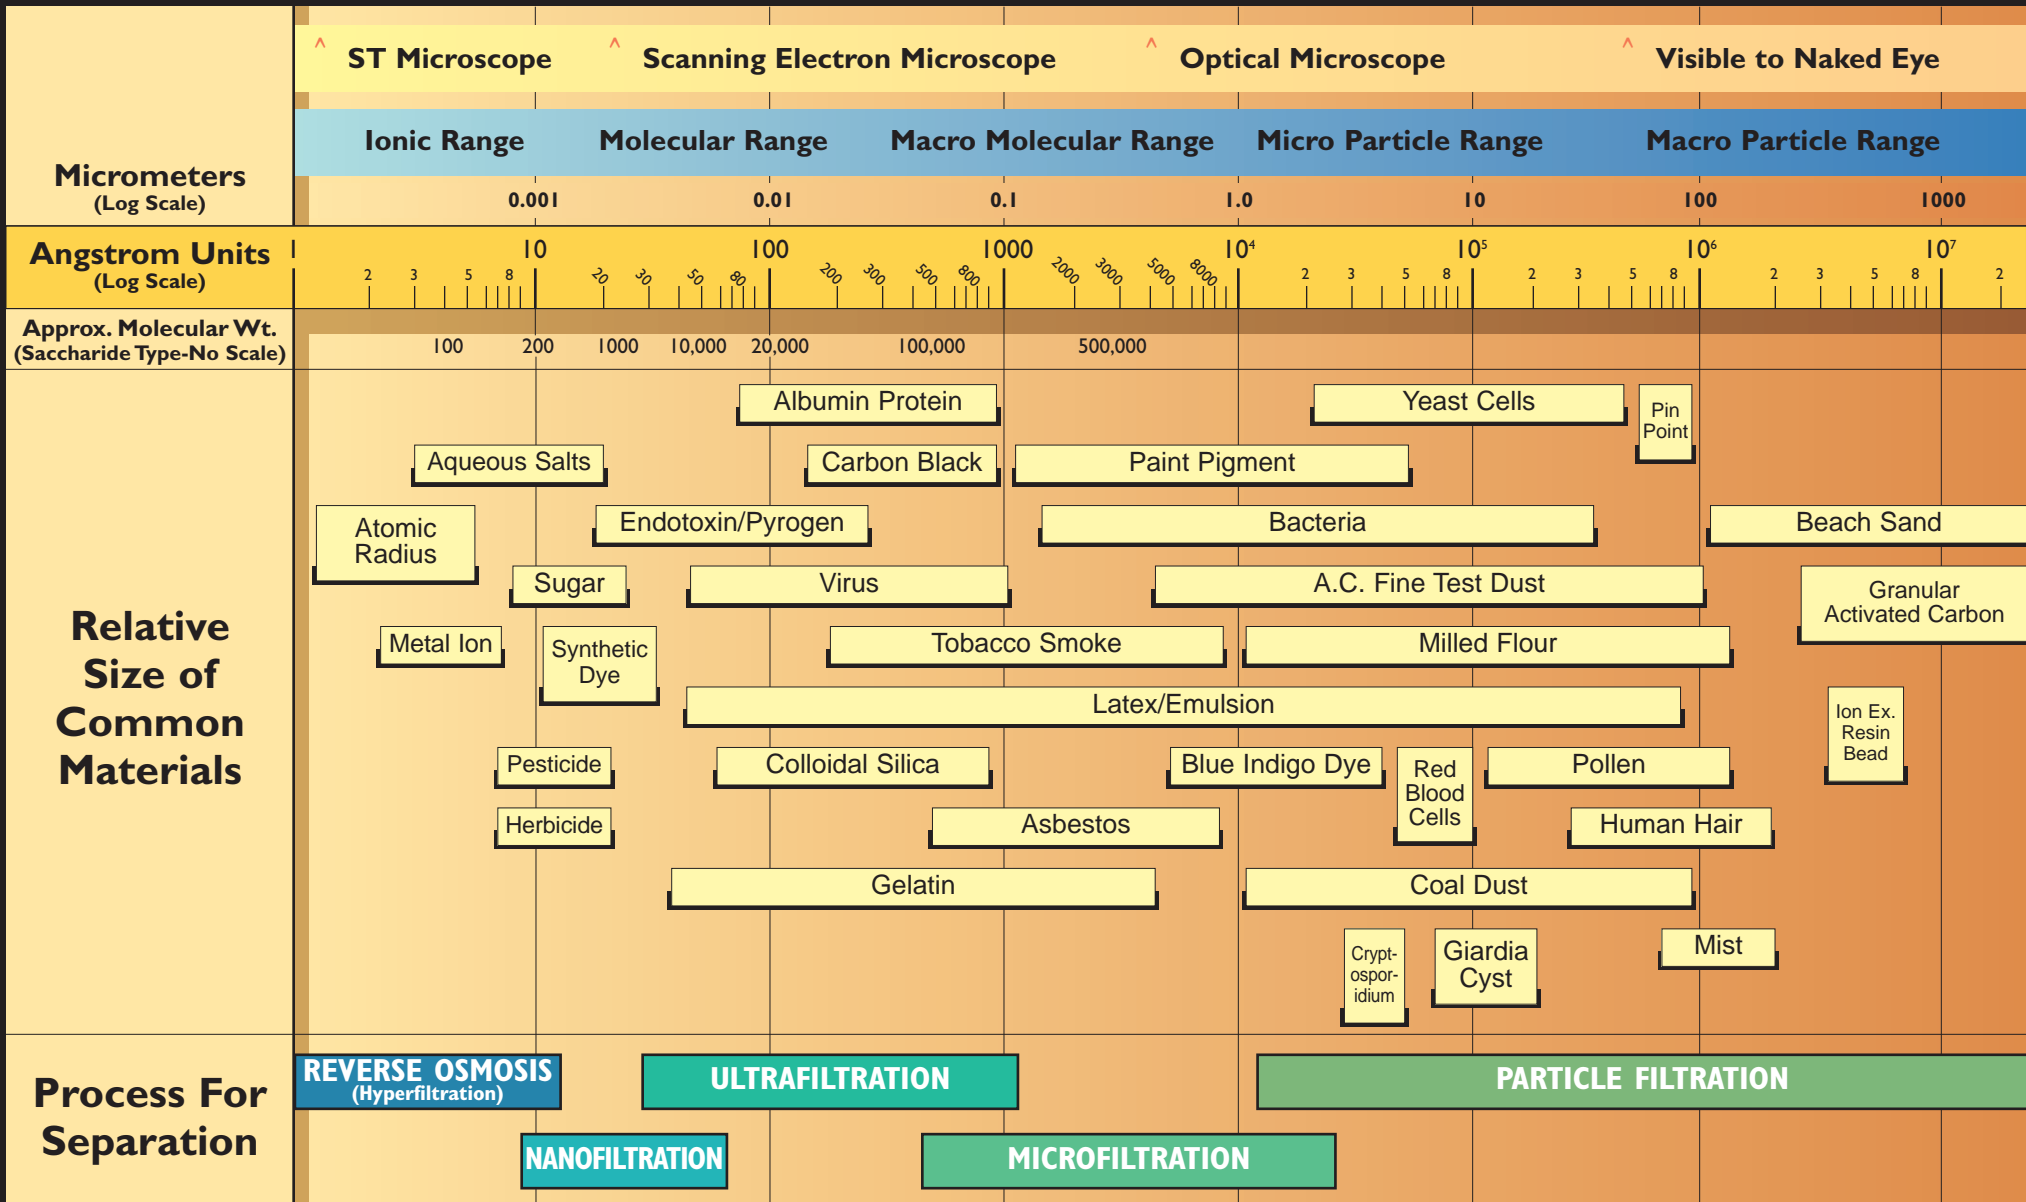 ^ ST Microscope ^ Scanning Electron Microscope ^ Optical Microscope ^ Visible to Naked Eye
Ionic Range Molecular Range Macro Molecular Range Micro Particle Range Macro Particle Range
Micrometers
(Log Scale)
0.001 0.01 0.1 1.0 10 100 1000
Angstrom Units
(Log Scale)
1 10 100 1000 10⁴ 10⁵ 10⁶ 10⁷
2 3 5 8 20 30 50 80 200 300 500 800 2000 3000 5000 8000 2 3 5 8 2 3 5 8 2 3 5 8 2
Approx. Molecular Wt.
(Saccharide Type-No Scale)
100 200 1000 10,000 20,000 100,000 500,000
Relative
Size of
Common
Materials
Albumin Protein
Yeast Cells
Pin
Point
Aqueous Salts
Carbon Black
Paint Pigment
Atomic
Radius
Endotoxin/Pyrogen
Bacteria
Beach Sand
Sugar
Virus
A.C. Fine Test Dust
Granular
Activated Carbon
Metal Ion
Synthetic
Dye
Tobacco Smoke
Milled Flour
Latex/Emulsion
Ion Ex.
Resin
Bead
Pesticide
Colloidal Silica
Blue Indigo Dye
Red
Blood
Cells
Pollen
Herbicide
Asbestos
Human Hair
Gelatin
Coal Dust
Crypt-
ospor-
idium
Giardia
Cyst
Mist
Process For
Separation
REVERSE OSMOSIS
(Hyperfiltration)
ULTRAFILTRATION
PARTICLE FILTRATION
NANOFILTRATION
MICROFILTRATION